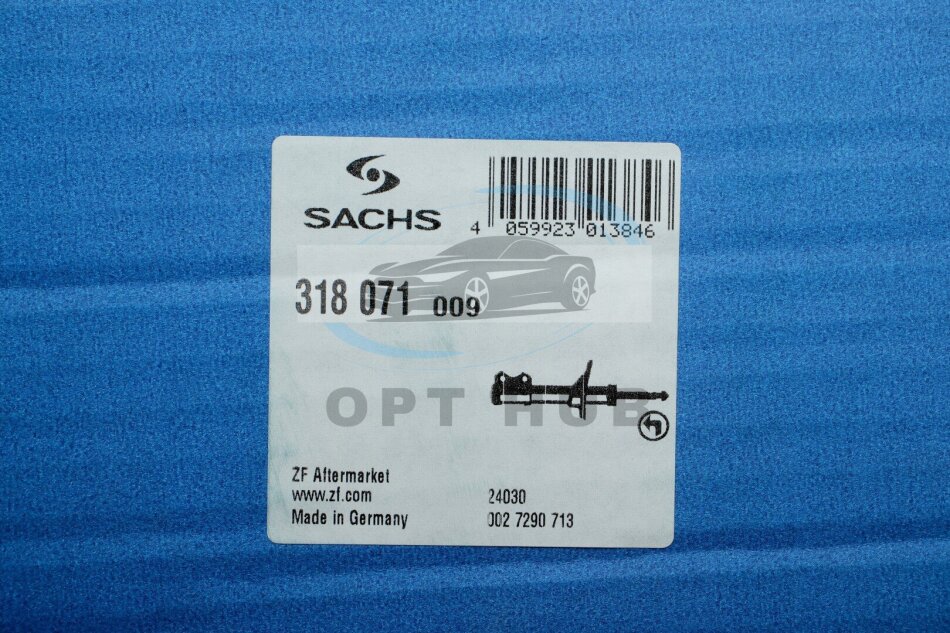 SACHS
4 059923 013846
318 071 009
OPT HUB
ZF Aftermarket
www.zf.com
Made in Germany
24030
002 7290 713